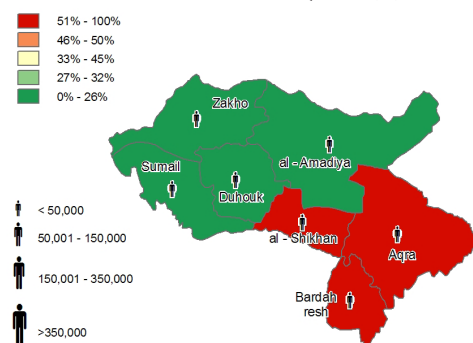 51% - 100%
46% - 50%
33% - 45%
27% - 32%
0% - 26%
Zakho
Sumail
al - Amadiya
Duhouk
al - Shikhan
Aqra
Bardah
resh
< 50,000
50,001 - 150,000
150,001 - 350,000
>350,000